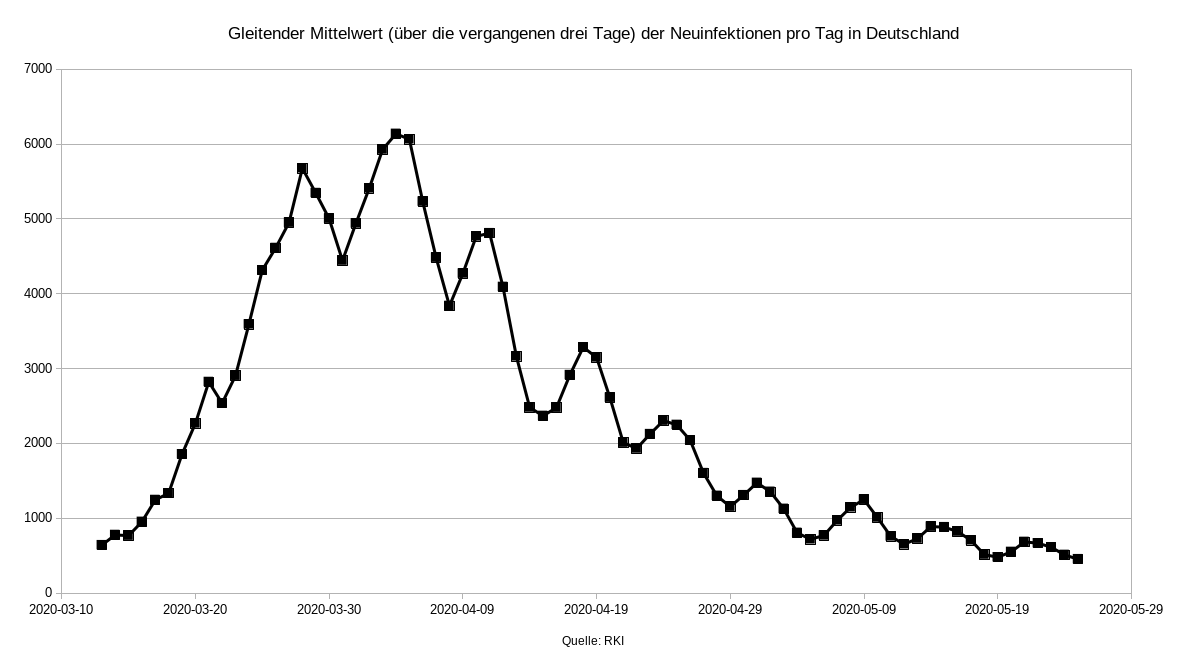 Gleitender Mittelwert (über die vergangenen drei Tage) der Neuinfektionen pro Tag in Deutschland
7000
6000
5000
4000
3000
2000
1000
0
2020-03-10 2020-03-20 2020-03-30 2020-04-09 2020-04-19 2020-04-29 2020-05-09 2020-05-19 2020-05-29
Quelle: RKI